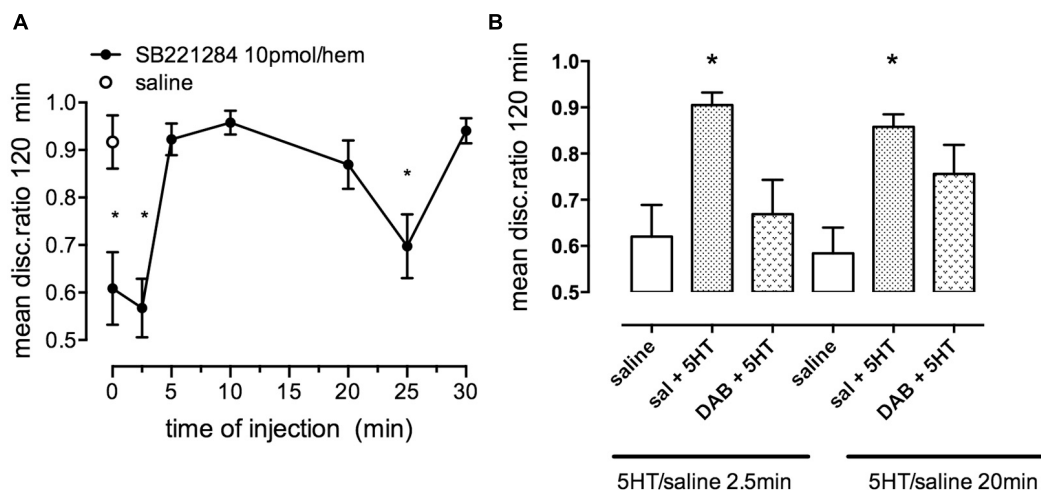 A
SB221284 10pmol/hem
saline
mean disc.ratio 120 min
1.0
0.9
0.8
0.7
0.6
0.5
*
*
*
0 5 10 15 20 25 30
time of injection (min)
B
mean disc.ratio 120 min
1.0
0.9
0.8
0.7
0.6
0.5
*
*
saline
sal + 5HT
DAB + 5HT
saline
sal + 5HT
DAB + 5HT
5HT/saline 2.5min
5HT/saline 20min